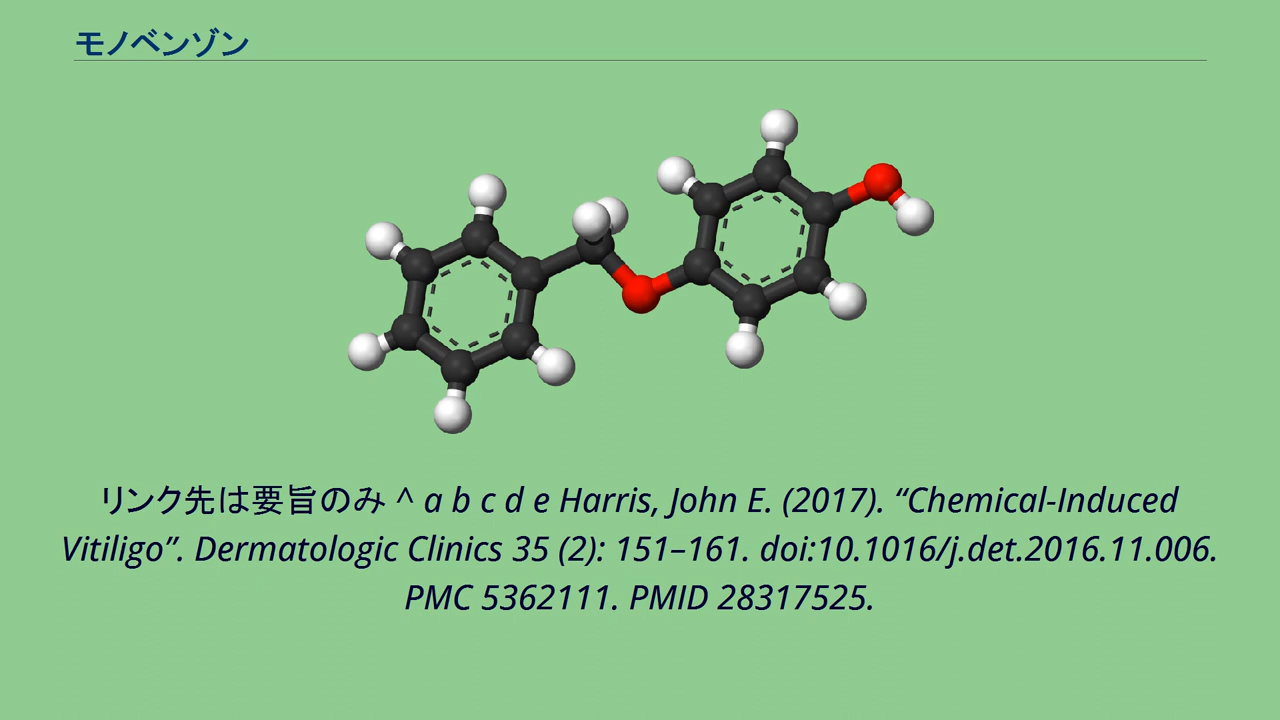 モノベンゾン
リンク先は要旨のみ ^ a b c d e Harris, John E. (2017). “Chemical-Induced
Vitiligo”. Dermatologic Clinics 35 (2): 151–161. doi:10.1016/j.det.2016.11.006.
PMC 5362111. PMID 28317525.